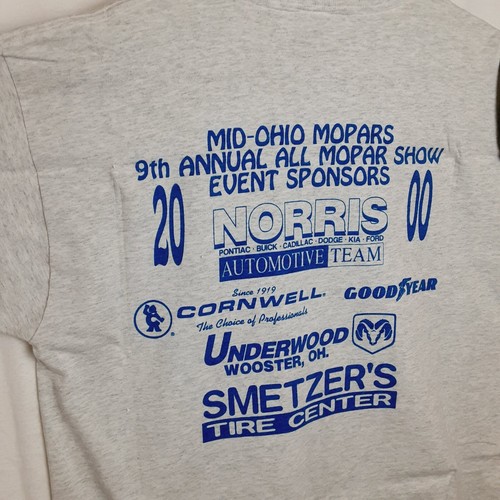 MID-OHIO MOPARS
9th ANNUAL ALL MOPAR SHOW
EVENT SPONSORS
20 00
NORRIS
PONTIAC · BUICK · CADILLAC · DODGE · KIA · FORD
AUTOMOTIVE TEAM
Since 1919
CORNWELL®
The Choice of Professionals
GOODYEAR
UNDERWOOD
WOOSTER, OH.
SMETZER'S
TIRE CENTER